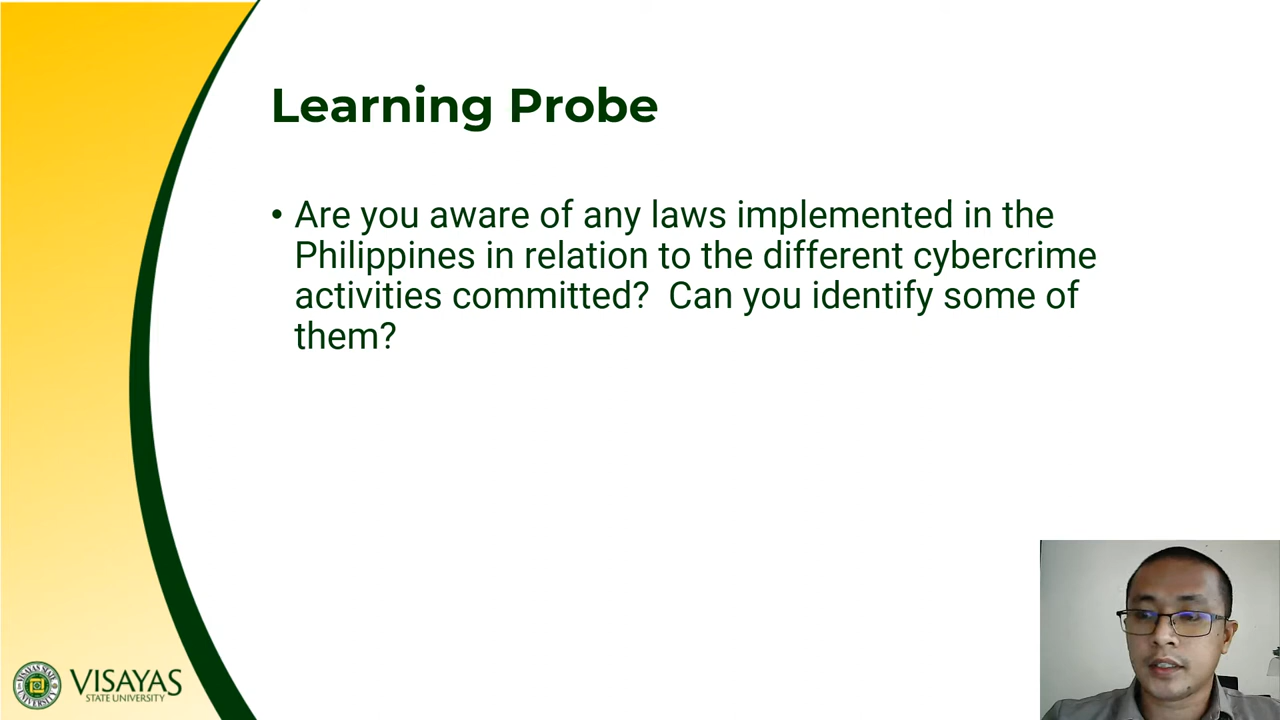 Learning Probe
• Are you aware of any laws implemented in the
Philippines in relation to the different cybercrime
activities committed?  Can you identify some of
them?
VISAYAS
STATE UNIVERSITY